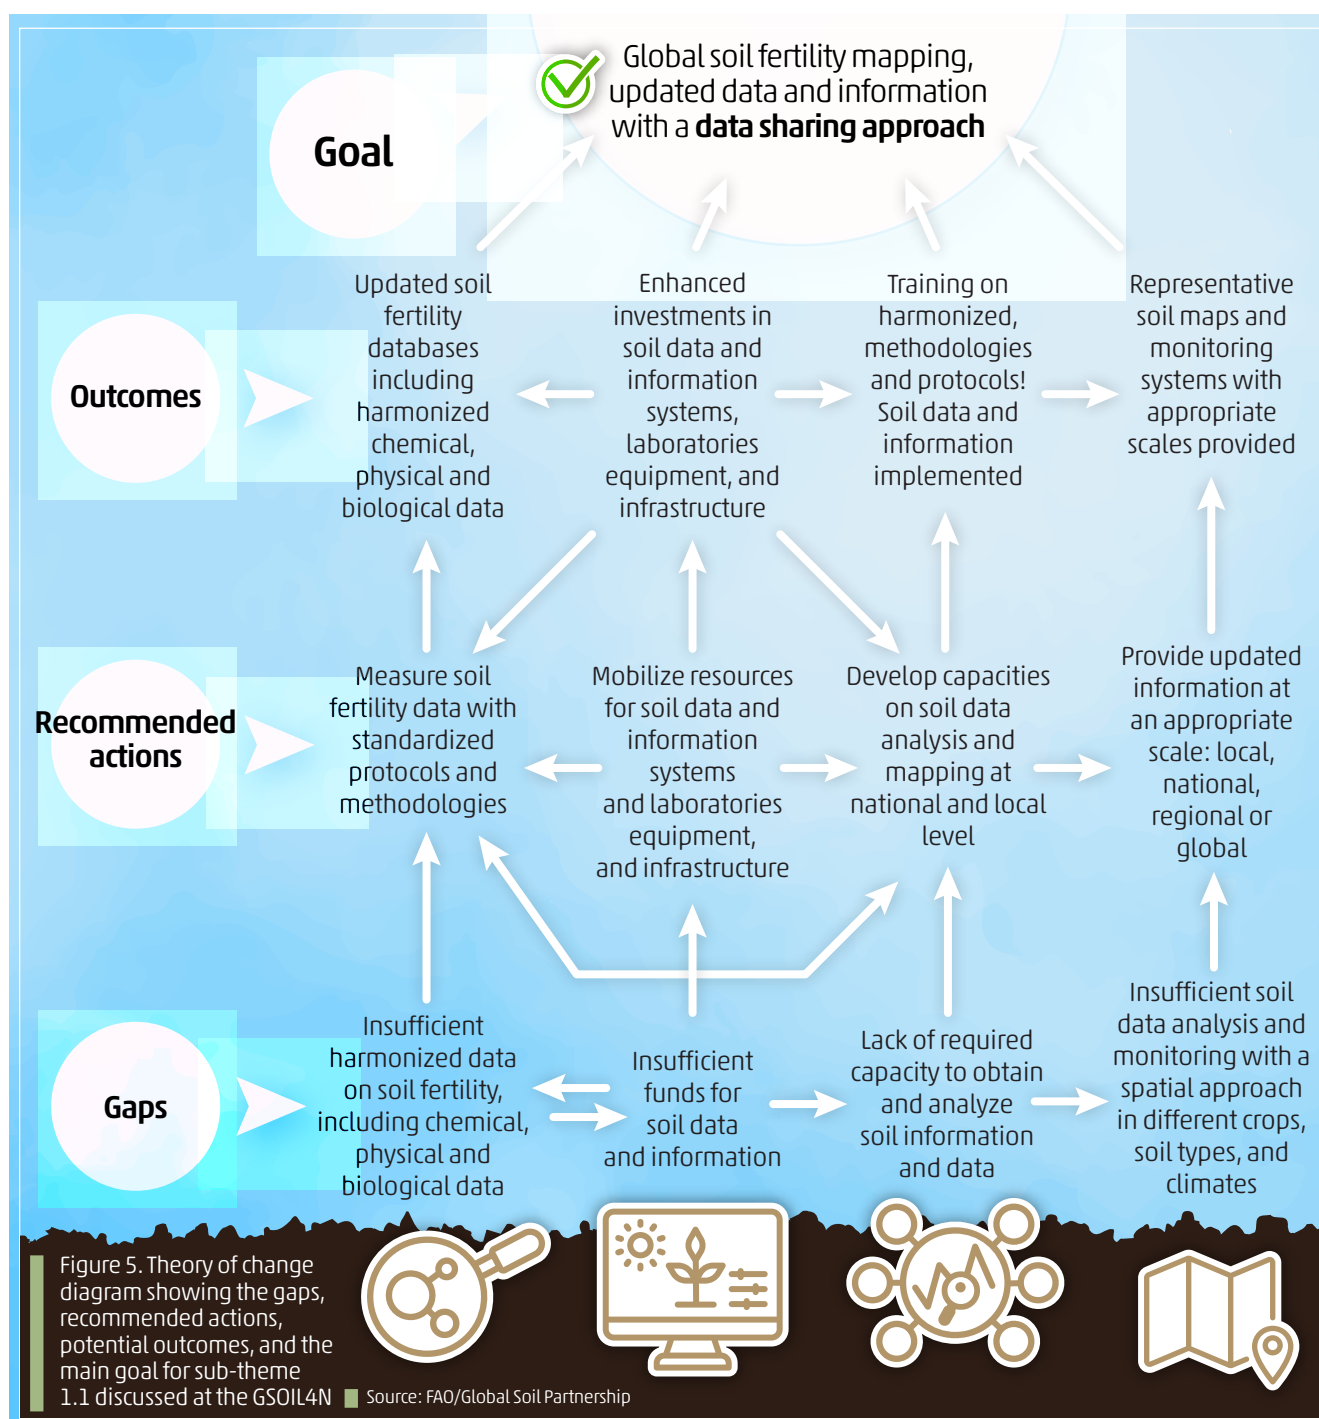 Global soil fertility mapping,
updated data and information
with a data sharing approach
Goal
Updated soil
fertility
databases
including
harmonized
chemical,
physical and
biological data
Enhanced
investments in
soil data and
information
systems,
laboratories
equipment, and
infrastructure
Training on
harmonized,
methodologies
and protocols!
Soil data and
information
implemented
Representative
soil maps and
monitoring
systems with
appropriate
scales provided
Outcomes
Measure soil
fertility data with
standardized
protocols and
methodologies
Mobilize resources
for soil data and
information
systems
and laboratories
equipment,
and infrastructure
Develop capacities
on soil data
analysis and
mapping at
national and local
level
Provide updated
information at
an appropriate
scale: local,
national,
regional or
global
Recommended
actions
Insufficient
harmonized data
on soil fertility,
including chemical,
physical and
biological data
Insufficient
funds for
soil data
and information
Lack of required
capacity to obtain
and analyze
soil information
and data
Insufficient soil
data analysis and
monitoring with a
spatial approach
in different crops,
soil types, and
climates
Gaps
Figure 5. Theory of change
diagram showing the gaps,
recommended actions,
potential outcomes, and the
main goal for sub-theme
1.1 discussed at the GSOIL4N
Source: FAO/Global Soil Partnership